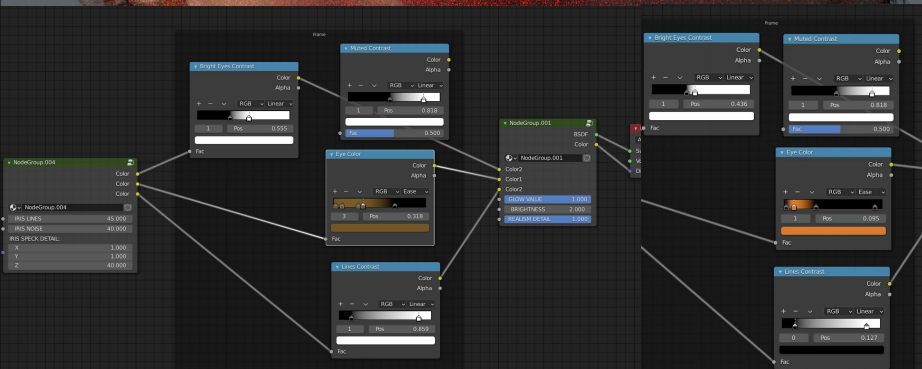 Frame
Bright Eyes Contrast
Color
Alpha
RGB
Linear
1
Pos
0.555
Fac
Muted Contrast
Color
Alpha
RGB
Linear
1
Pos
0.818
Fac
0.500
NodeGroup.004
Color
Color
Color
NodeGroup.004
IRIS LINES
45.000
IRIS NOISE
40.000
IRIS SPECK DETAIL:
X
1.000
Y
1.000
Z
40.000
Eye Color
Color
Alpha
RGB
Ease
3
Pos
0.318
Fac
Lines Contrast
Color
Alpha
RGB
Linear
1
Pos
0.859
Fac
NodeGroup.001
BSDF
Color
NodeGroup.001
Color2
Color1
Color2
GLOW VALUE
1.000
BRIGHTNESS
2.000
REALISM DETAIL
1.000
Frame
Bright Eyes Contrast
Color
Alpha
RGB
Linear
1
Pos
0.436
Fac
Muted Contrast
Color
Alpha
RGB
Linear
1
Pos
0.818
Fac
0.500
Eye Color
Color
Alpha
RGB
Ease
1
Pos
0.095
Fac
Lines Contrast
Color
Alpha
RGB
Linear
0
Pos
0.127
Fac